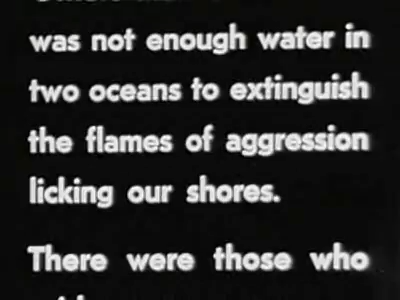 was not enough water in
two oceans to extinguish
the flames of aggression
licking our shores.
There were those who